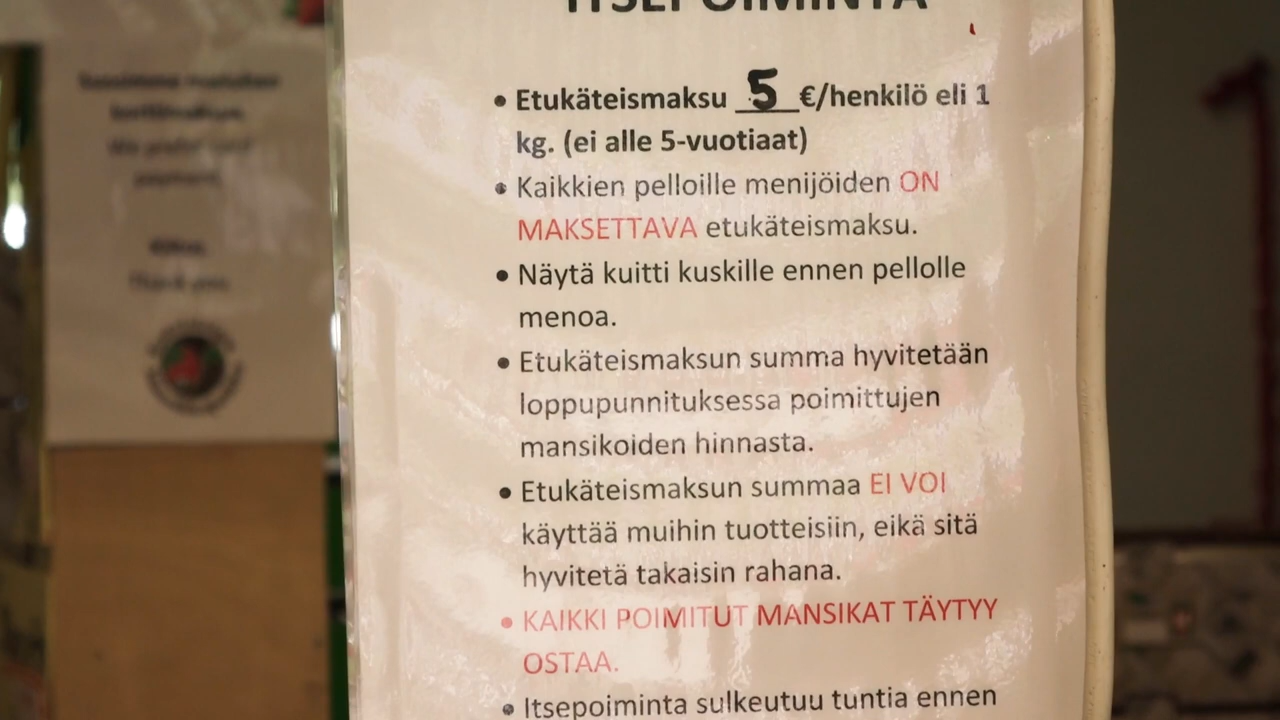 ITSEPOIMINTA
• Etukäteismaksu 5 €/henkilö eli 1
kg. (ei alle 5-vuotiaat)
• Kaikkien pelloille menijöiden ON
MAKSETTAVA etukäteismaksu.
• Näytä kuitti kuskille ennen pellolle
menoa.
• Etukäteismaksun summa hyvitetään
loppupunnituksessa poimittujen
mansikoiden hinnasta.
• Etukäteismaksun summaa EI VOI
käyttää muihin tuotteisiin, eikä sitä
hyvitetä takaisin rahana.
• KAIKKI POIMITUT MANSIKAT TÄYTYY
OSTAA.
• Itsepoiminta sulkeutuu tuntia ennen